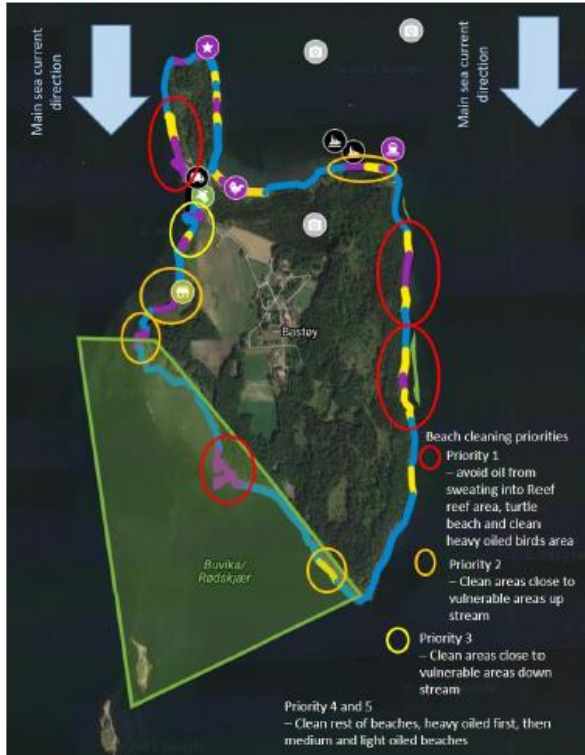 Main sea current
direction
Main sea current
direction
Bastøy
Beach cleaning priorities
Priority 1
– avoid oil from
sweating into Reef
reef area, turtle
beach and clean
heavy oiled birds area
Buvika/
Rødskjær
Priority 2
– Clean areas close to
vulnerable areas up
stream
Priority 3
– Clean areas close to
vulnerable areas down
stream
Priority 4 and 5
– Clean rest of beaches, heavy oiled first, then
medium and light oiled beaches